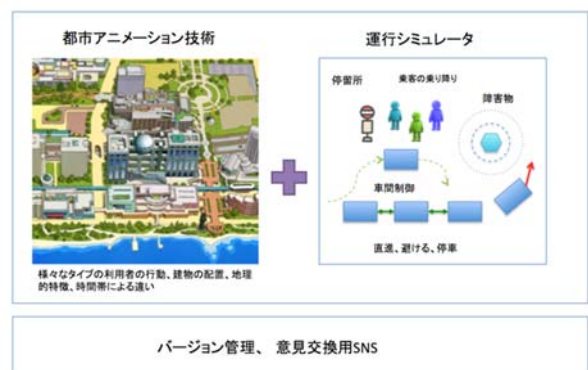 都市アニメーション技術
運行シミュレータ
停留所
乗客の乗り降り
障害物
車間制御
直進、避ける、停車
様々なタイプの利用者の行動、建物の配置、地理
的特徴、時間帯による違い
バージョン管理、 意見交換用SNS